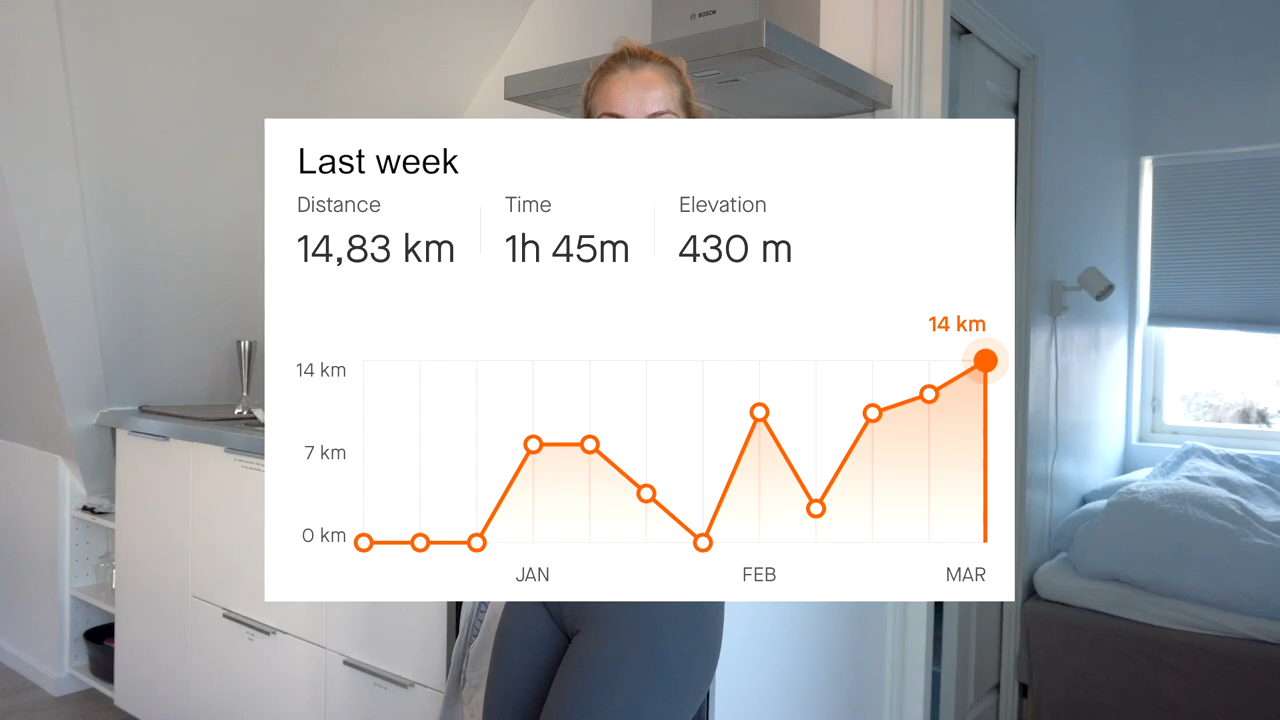 BOSCH
Last week
Distance Time Elevation
14,83 km 1h 45m 430 m
14 km
14 km
7 km
0 km
JAN FEB MAR